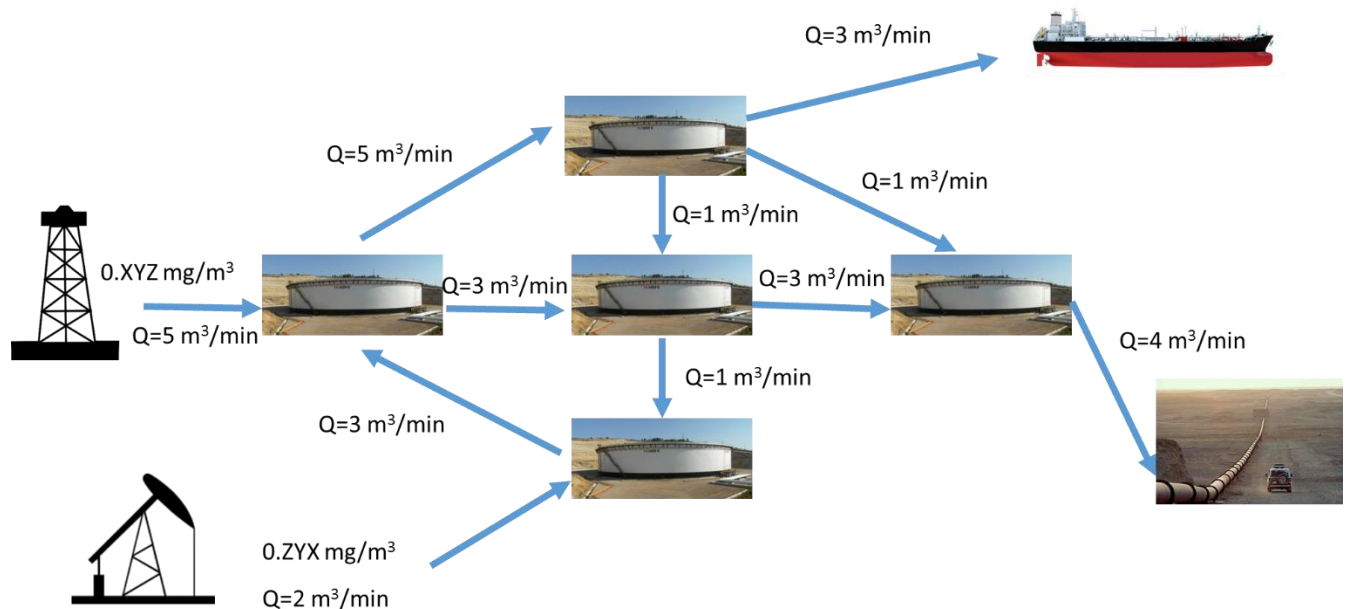 Q=3 m³/min
Q=5 m³/min
Q=1 m³/min
Q=1 m³/min
0.XYZ mg/m³
Q=3 m³/min
Q=3 m³/min
Q=5 m³/min
Q=4 m³/min
Q=1 m³/min
Q=3 m³/min
0.ZYX mg/m³
Q=2 m³/min